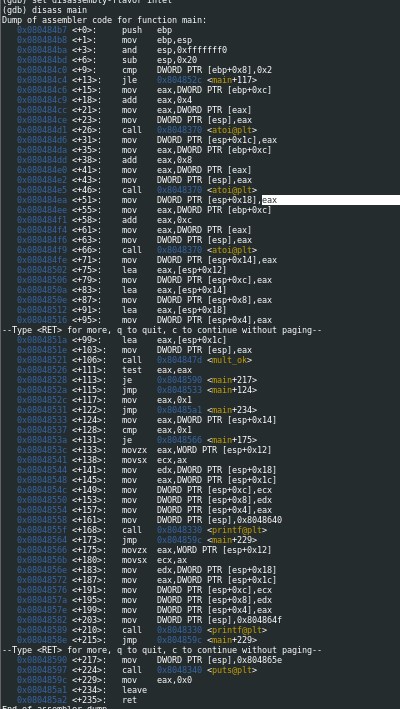 (gdb) set disassembly-flavor intel
(gdb) disass main
Dump of assembler code for function main:
0x080484b7 <+0>: push ebp
0x080484b8 <+1>: mov ebp,esp
0x080484ba <+3>: and esp,0xfffffff0
0x080484bd <+6>: sub esp,0x20
0x080484c0 <+9>: cmp DWORD PTR [ebp+0x8],0x2
0x080484c4 <+13>: jle 0x804852c <main+117>
0x080484c6 <+15>: mov eax,DWORD PTR [ebp+0xc]
0x080484c9 <+18>: add eax,0x4
0x080484cc <+21>: mov eax,DWORD PTR [eax]
0x080484ce <+23>: mov DWORD PTR [esp],eax
0x080484d1 <+26>: call 0x8048370 <atoi@plt>
0x080484d6 <+31>: mov DWORD PTR [esp+0x1c],eax
0x080484da <+35>: mov eax,DWORD PTR [ebp+0xc]
0x080484dd <+38>: add eax,0x8
0x080484e0 <+41>: mov eax,DWORD PTR [eax]
0x080484e2 <+43>: mov DWORD PTR [esp],eax
0x080484e5 <+46>: call 0x8048370 <atoi@plt>
0x080484ea <+51>: mov DWORD PTR [esp+0x18],eax
0x080484ee <+55>: mov eax,DWORD PTR [ebp+0xc]
0x080484f1 <+58>: add eax,0xc
0x080484f4 <+61>: mov eax,DWORD PTR [eax]
0x080484f6 <+63>: mov DWORD PTR [esp],eax
0x080484f9 <+66>: call 0x8048370 <atoi@plt>
0x080484fe <+71>: mov DWORD PTR [esp+0x14],eax
0x08048502 <+75>: lea eax,[esp+0x12]
0x08048506 <+79>: mov DWORD PTR [esp+0xc],eax
0x0804850a <+83>: lea eax,[esp+0x14]
0x0804850e <+87>: mov DWORD PTR [esp+0x8],eax
0x08048512 <+91>: lea eax,[esp+0x18]
0x08048516 <+95>: mov DWORD PTR [esp+0x4],eax
--Type <RET> for more, q to quit, c to continue without paging--
0x0804851a <+99>: lea eax,[esp+0x1c]
0x0804851e <+103>: mov DWORD PTR [esp],eax
0x08048521 <+106>: call 0x804847d <mult_ok>
0x08048526 <+111>: test eax,eax
0x08048528 <+113>: je 0x8048590 <main+217>
0x0804852a <+115>: jmp 0x8048533 <main+124>
0x0804852c <+117>: mov eax,0x1
0x08048531 <+122>: jmp 0x80485a1 <main+234>
0x08048533 <+124>: mov eax,DWORD PTR [esp+0x14]
0x08048537 <+128>: cmp eax,0x1
0x0804853a <+131>: je 0x8048566 <main+175>
0x0804853c <+133>: movzx eax,WORD PTR [esp+0x12]
0x08048541 <+138>: movsx ecx,ax
0x08048544 <+141>: mov edx,DWORD PTR [esp+0x18]
0x08048548 <+145>: mov eax,DWORD PTR [esp+0x1c]
0x0804854c <+149>: mov DWORD PTR [esp+0xc],ecx
0x08048550 <+153>: mov DWORD PTR [esp+0x8],edx
0x08048554 <+157>: mov DWORD PTR [esp+0x4],eax
0x08048558 <+161>: mov DWORD PTR [esp],0x8048640
0x0804855f <+168>: call 0x8048330 <printf@plt>
0x08048564 <+173>: jmp 0x804859c <main+229>
0x08048566 <+175>: movzx eax,WORD PTR [esp+0x12]
0x0804856b <+180>: movsx ecx,ax
0x0804856e <+183>: mov edx,DWORD PTR [esp+0x18]
0x08048572 <+187>: mov eax,DWORD PTR [esp+0x1c]
0x08048576 <+191>: mov DWORD PTR [esp+0xc],ecx
0x0804857a <+195>: mov DWORD PTR [esp+0x8],edx
0x0804857e <+199>: mov DWORD PTR [esp+0x4],eax
0x08048582 <+203>: mov DWORD PTR [esp],0x804864f
0x08048589 <+210>: call 0x8048330 <printf@plt>
0x0804858e <+215>: jmp 0x804859c <main+229>
--Type <RET> for more, q to quit, c to continue without paging--
0x08048590 <+217>: mov DWORD PTR [esp],0x804865e
0x08048597 <+224>: call 0x8048340 <puts@plt>
0x0804859c <+229>: mov eax,0x0
0x080485a1 <+234>: leave
0x080485a2 <+235>: ret
End of assembler dump.